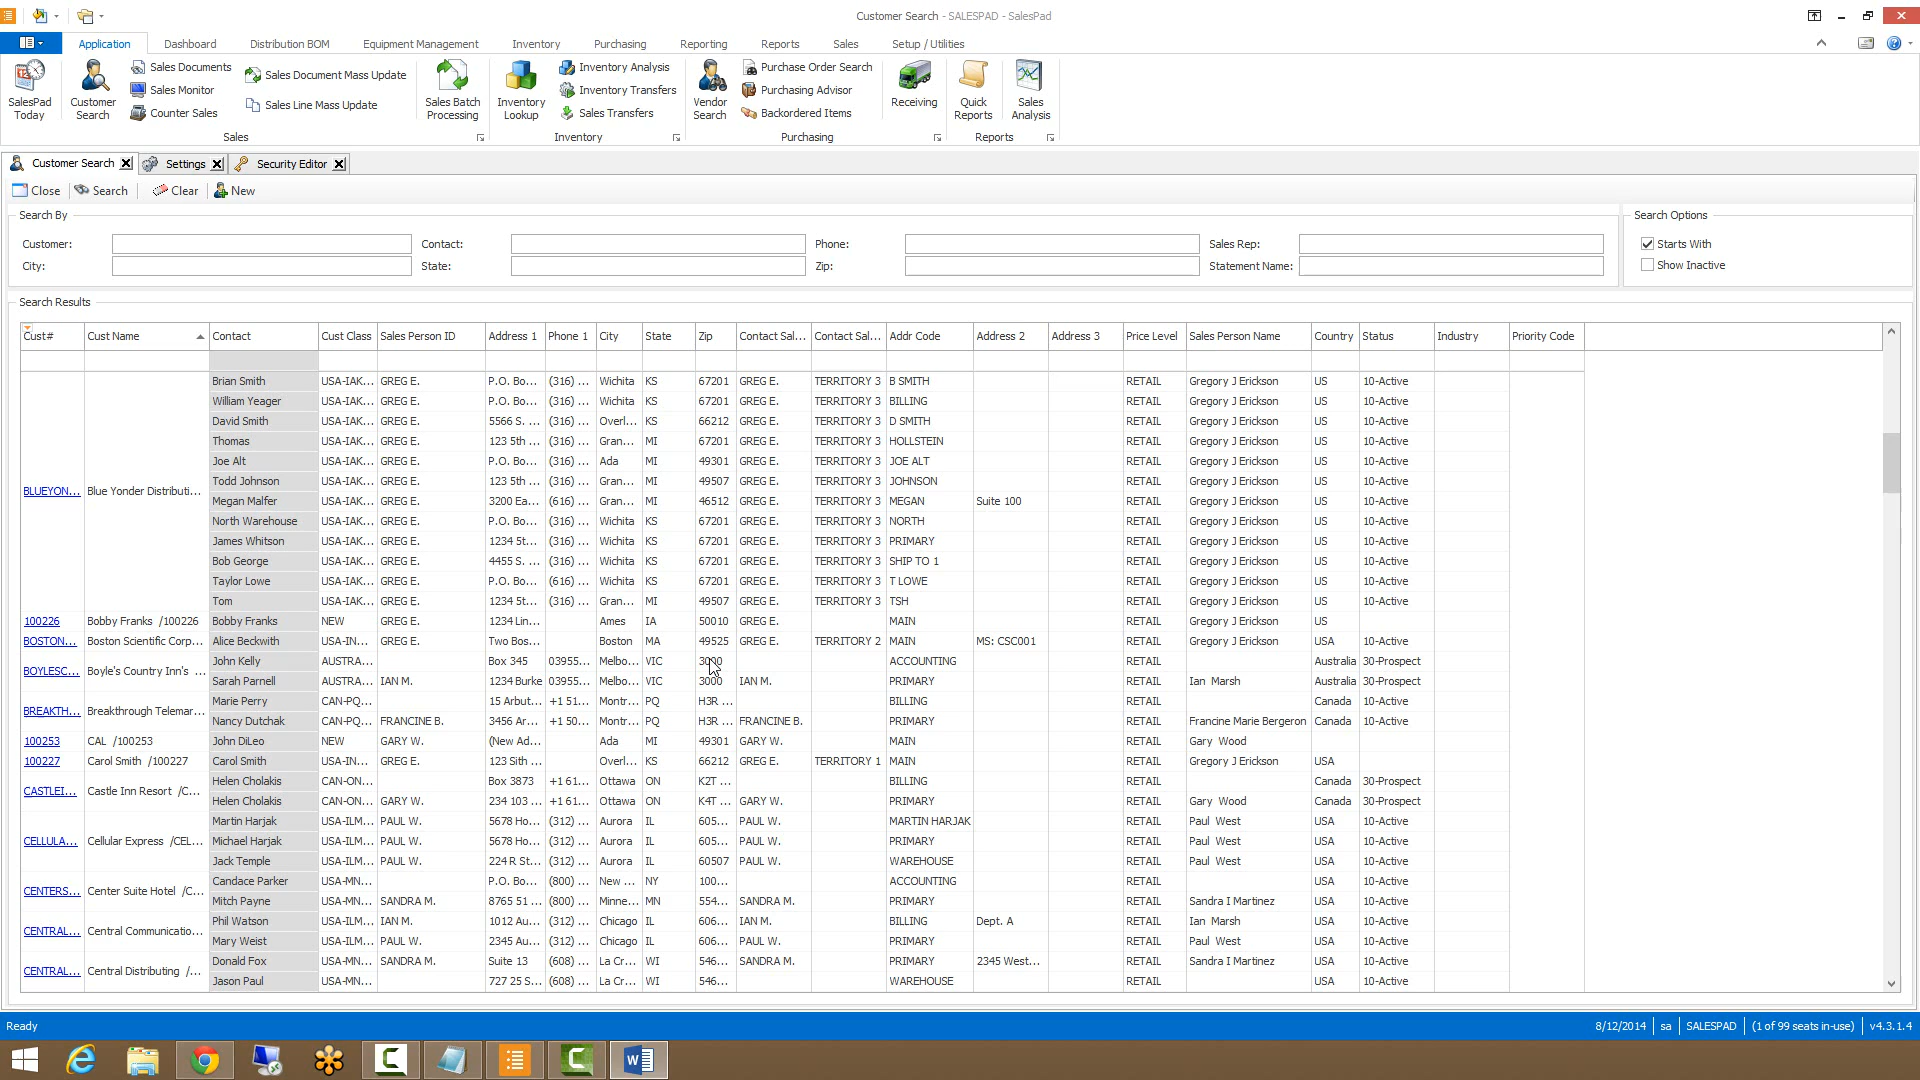 Customer Search - SALESPAD - SalesPad
Application Dashboard Distribution BOM Equipment Management Inventory Purchasing Reporting Reports Sales Setup / Utilities
SalesPad Today
Customer Search
Sales Documents
Sales Monitor
Counter Sales
Sales Document Mass Update
Sales Line Mass Update
Sales Batch Processing
Inventory Lookup
Inventory Analysis
Inventory Transfers
Sales Transfers
Vendor Search
Purchase Order Search
Purchasing Advisor
Backordered Items
Receiving
Quick Reports
Sales Analysis
Sales Inventory Purchasing Reports
Customer Search Settings Security Editor
Close Search Clear New
Search By Search Options
Customer: Contact: Phone: Sales Rep: Starts With
City: State: Zip: Statement Name: Show Inactive
Search Results
Cust# Cust Name Contact Cust Class Sales Person ID Address 1 Phone 1 City State Zip Contact Sal... Contact Sal... Addr Code Address 2 Address 3 Price Level Sales Person Name Country Status Industry Priority Code
Brian Smith USA-IAK... GREG E. P.O. Bo... (316) ... Wichita KS 67201 GREG E. TERRITORY 3 B SMITH RETAIL Gregory J Erickson US 10-Active
William Yeager USA-IAK... GREG E. P.O. Bo... (316) ... Wichita KS 67201 GREG E. TERRITORY 3 BILLING RETAIL Gregory J Erickson US 10-Active
David Smith USA-IAK... GREG E. 5566 S. ... (316) ... Overl... KS 66212 GREG E. TERRITORY 3 D SMITH RETAIL Gregory J Erickson US 10-Active
Thomas USA-IAK... GREG E. 123 5th ... (316) ... Gran... MI 67201 GREG E. TERRITORY 3 HOLLSTEIN RETAIL Gregory J Erickson US 10-Active
Joe Alt USA-IAK... GREG E. P.O. Bo... (316) ... Ada MI 49301 GREG E. TERRITORY 3 JOE ALT RETAIL Gregory J Erickson US 10-Active
Todd Johnson USA-IAK... GREG E. 123 5th ... (316) ... Gran... MI 49507 GREG E. TERRITORY 3 JOHNSON RETAIL Gregory J Erickson US 10-Active
BLUEYON... Blue Yonder Distributi... Megan Malfer USA-IAK... GREG E. 3200 Ea... (616) ... Gran... MI 46512 GREG E. TERRITORY 3 MEGAN Suite 100 RETAIL Gregory J Erickson US 10-Active
North Warehouse USA-IAK... GREG E. P.O. Bo... (316) ... Wichita KS 67201 GREG E. TERRITORY 3 NORTH RETAIL Gregory J Erickson US 10-Active
James Whitson USA-IAK... GREG E. 1234 5t... (316) ... Wichita KS 67201 GREG E. TERRITORY 3 PRIMARY RETAIL Gregory J Erickson US 10-Active
Bob George USA-IAK... GREG E. 4455 S. ... (316) ... Wichita KS 67201 GREG E. TERRITORY 3 SHIP TO 1 RETAIL Gregory J Erickson US 10-Active
Taylor Lowe USA-IAK... GREG E. P.O. Bo... (616) ... Wichita KS 67201 GREG E. TERRITORY 3 T LOWE RETAIL Gregory J Erickson US 10-Active
Tom USA-IAK... GREG E. 1234 5t... (316) ... Gran... MI 49507 GREG E. TERRITORY 3 TSH RETAIL Gregory J Erickson US 10-Active
100226 Bobby Franks /100226 Bobby Franks NEW GREG E. 1234 Lin... Ames IA 50010 GREG E. MAIN RETAIL Gregory J Erickson US
BOSTON... Boston Scientific Corp... Alice Beckwith USA-IN... GREG E. Two Bos... Boston MA 49525 GREG E. TERRITORY 2 MAIN MS: CSC001 RETAIL Gregory J Erickson USA 10-Active
BOYLESC... Boyle's Country Inn's ... John Kelly AUSTRA... Box 345 03955... Melbo... VIC 3000 ACCOUNTING RETAIL Australia 30-Prospect
Sarah Parnell AUSTRA... IAN M. 1234 Burke 03955... Melbo... VIC 3000 IAN M. PRIMARY RETAIL Ian Marsh Australia 30-Prospect
BREAKTH... Breakthrough Telemar... Marie Perry CAN-PQ... 15 Arbut... +1 51... Montr... PQ H3R ... BILLING RETAIL Canada 10-Active
Nancy Dutchak CAN-PQ... FRANCINE B. 3456 Ar... +1 50... Montr... PQ H3R ... FRANCINE B. PRIMARY RETAIL Francine Marie Bergeron Canada 10-Active
100253 CAL /100253 John DiLeo NEW GARY W. (New Ad... Ada MI 49301 GARY W. MAIN RETAIL Gary Wood
100227 Carol Smith /100227 Carol Smith USA-IN... GREG E. 123 Sith ... Overl... KS 66212 GREG E. TERRITORY 1 MAIN RETAIL Gregory J Erickson USA
CASTLEI... Castle Inn Resort /C... Helen Cholakis CAN-ON... Box 3873 +1 61... Ottawa ON K2T ... BILLING RETAIL Canada 30-Prospect
Helen Cholakis CAN-ON... GARY W. 234 103 ... +1 61... Ottawa ON K4T ... GARY W. PRIMARY RETAIL Gary Wood Canada 30-Prospect
Martin Harjak USA-ILM... PAUL W. 5678 Ho... (312) ... Aurora IL 605... PAUL W. MARTIN HARJAK RETAIL Paul West USA 10-Active
CELLULA... Cellular Express /CEL... Michael Harjak USA-ILM... PAUL W. 5678 Ho... (312) ... Aurora IL 605... PAUL W. PRIMARY RETAIL Paul West USA 10-Active
Jack Temple USA-ILM... PAUL W. 224 R St... (312) ... Aurora IL 60507 PAUL W. WAREHOUSE RETAIL Paul West USA 10-Active
CENTERS... Center Suite Hotel /C... Candace Parker USA-MN... P.O. Bo... (800) ... New ... NY 100... ACCOUNTING RETAIL USA 10-Active
Mitch Payne USA-MN... SANDRA M. 8765 51 ... (800) ... Minne... MN 554... SANDRA M. PRIMARY RETAIL Sandra I Martinez USA 10-Active
CENTRAL... Central Communicatio... Phil Watson USA-ILM... IAN M. 1012 Au... (312) ... Chicago IL 606... IAN M. BILLING Dept. A RETAIL Ian Marsh USA 10-Active
Mary Weist USA-ILM... PAUL W. 2345 Au... (312) ... Chicago IL 606... PAUL W. PRIMARY RETAIL Paul West USA 10-Active
CENTRAL... Central Distributing /... Donald Fox USA-MN... SANDRA M. Suite 13 (608) ... La Cr... WI 546... SANDRA M. PRIMARY 2345 West... RETAIL Sandra I Martinez USA 10-Active
Jason Paul USA-MN... 727 25 S... (608) ... La Cr... WI 546... WAREHOUSE RETAIL USA 10-Active
Ready 8/12/2014 sa SALESPAD (1 of 99 seats in-use) v4.3.1.4